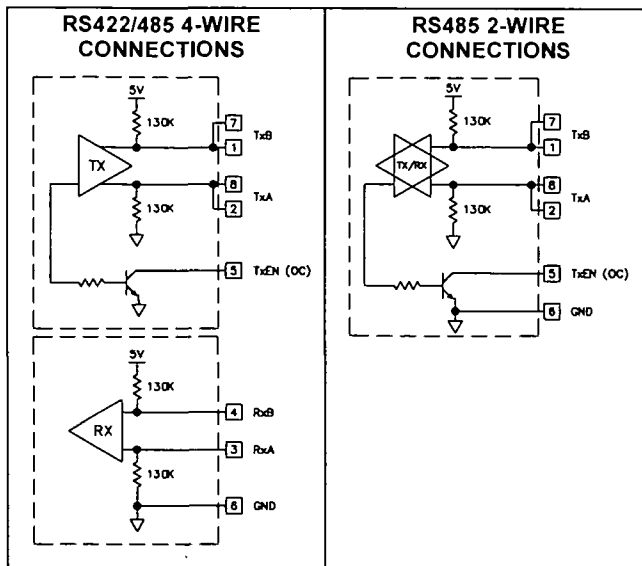 RS422/485 4-WIRE
CONNECTIONS
5V
130K
7
TxB
1
TX
8
TxA
2
130K
5 TxEN (OC)
5V
130K
4 RxB
RX
3 RxA
130K
6 GND
RS485 2-WIRE
CONNECTIONS
5V
130K
7
TxB
1
TX/RX
8
TxA
2
130K
5 TxEN (OC)
6 GND